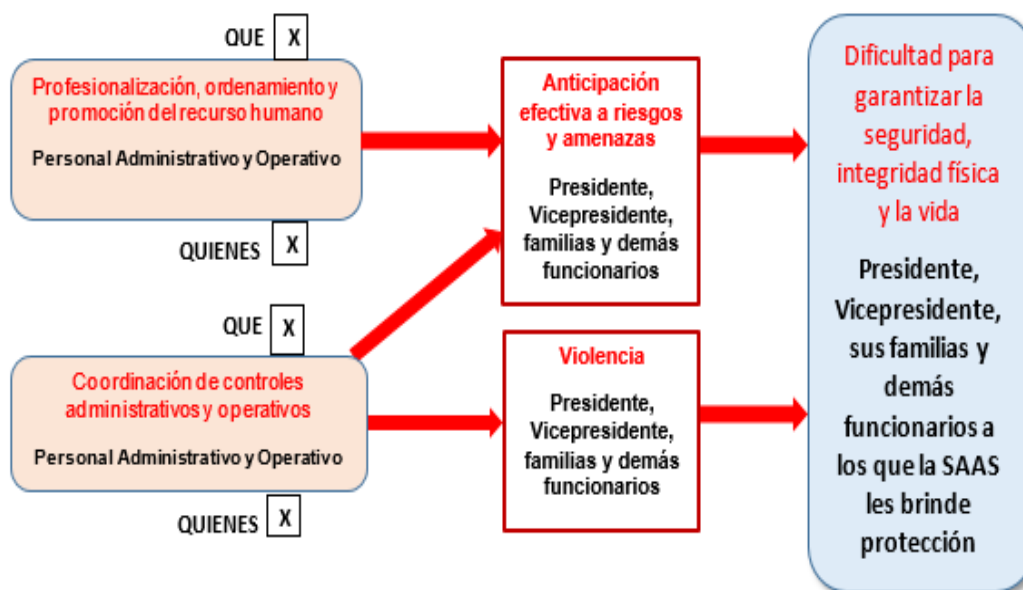 QUE X
Profesionalización, ordenamiento y
promoción del recurso humano
Personal Administrativo y Operativo
QUIENES X
QUE X
Coordinación de controles
administrativos y operativos
Personal Administrativo y Operativo
QUIENES X
Anticipación
efectiva a riesgos
y amenazas
Presidente,
Vicepresidente,
familias y demás
funcionarios
Violencia
Presidente,
Vicepresidente,
familias y demás
funcionarios
Dificultad para
garantizar la
seguridad,
integridad física
y la vida
Presidente,
Vicepresidente,
sus familias y
demás
funcionarios a
los que la SAAS
les brinde
protección